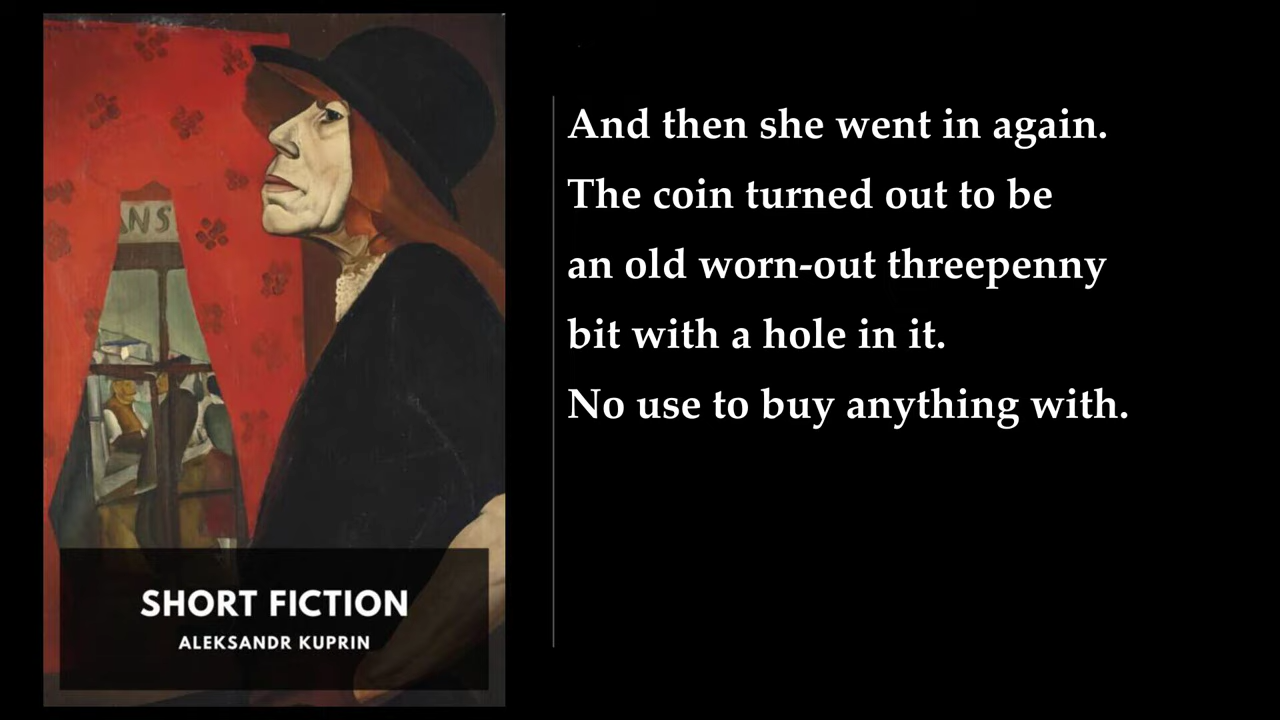 ANS
SHORT FICTION
ALEKSANDR KUPRIN
And then she went in again.
The coin turned out to be
an old worn-out threepenny
bit with a hole in it.
No use to buy anything with.